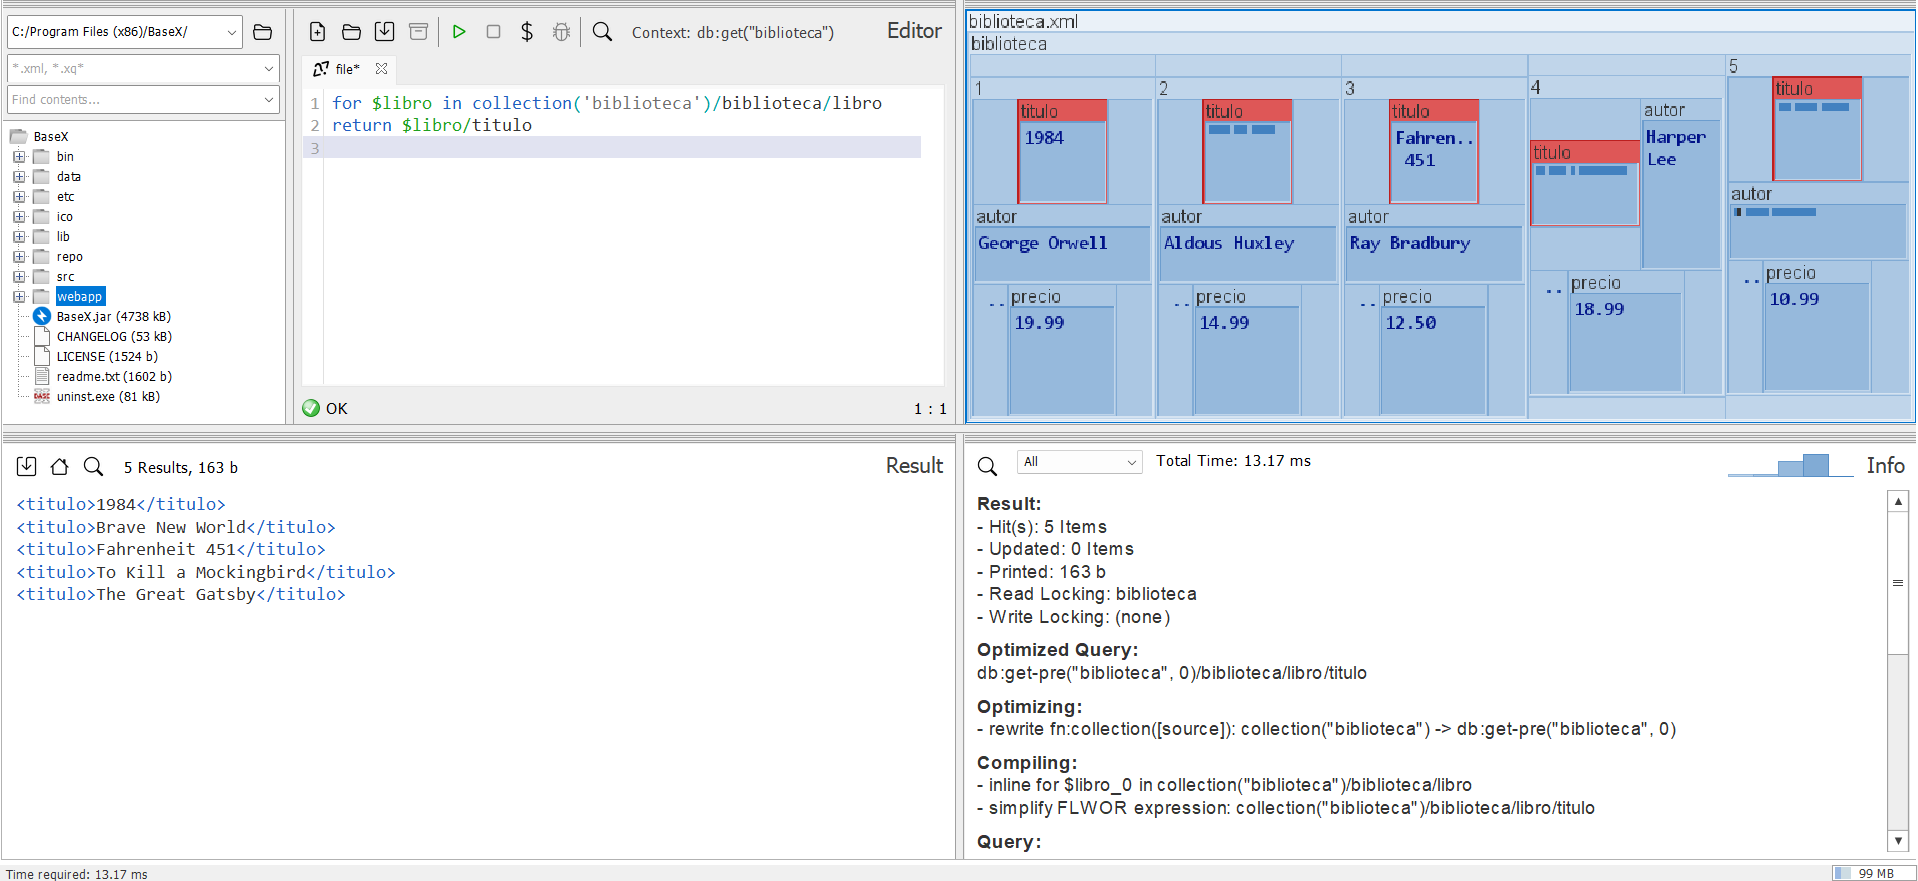 C:/Program Files (x86)/BaseX/
*.xml, *.xq*
Find contents...
BaseX
bin
data
etc
ico
lib
repo
src
webapp
BaseX.jar (4738 kB)
CHANGELOG (53 kB)
LICENSE (1524 b)
readme.txt (1602 b)
uninst.exe (81 kB)
Context: db:get("biblioteca")
Editor
file*
1 for $libro in collection('biblioteca')/biblioteca/libro
2 return $libro/titulo
3
OK
1 : 1
biblioteca.xml
biblioteca
1
titulo
1984
autor
George Orwell
.. precio
19.99
2
titulo
autor
Aldous Huxley
.. precio
14.99
3
titulo
Fahren..
451
autor
Ray Bradbury
.. precio
12.50
4
titulo
autor
Harper
Lee
.. precio
18.99
5
titulo
autor
.. precio
10.99
5 Results, 163 b
Result
<titulo>1984</titulo>
<titulo>Brave New World</titulo>
<titulo>Fahrenheit 451</titulo>
<titulo>To Kill a Mockingbird</titulo>
<titulo>The Great Gatsby</titulo>
All
Total Time: 13.17 ms
Info
Result:
- Hit(s): 5 Items
- Updated: 0 Items
- Printed: 163 b
- Read Locking: biblioteca
- Write Locking: (none)
Optimized Query:
db:get-pre("biblioteca", 0)/biblioteca/libro/titulo
Optimizing:
- rewrite fn:collection([source]): collection("biblioteca") -> db:get-pre("biblioteca", 0)
Compiling:
- inline for $libro_0 in collection("biblioteca")/biblioteca/libro
- simplify FLWOR expression: collection("biblioteca")/biblioteca/libro/titulo
Query:
Time required: 13.17 ms
99 MB